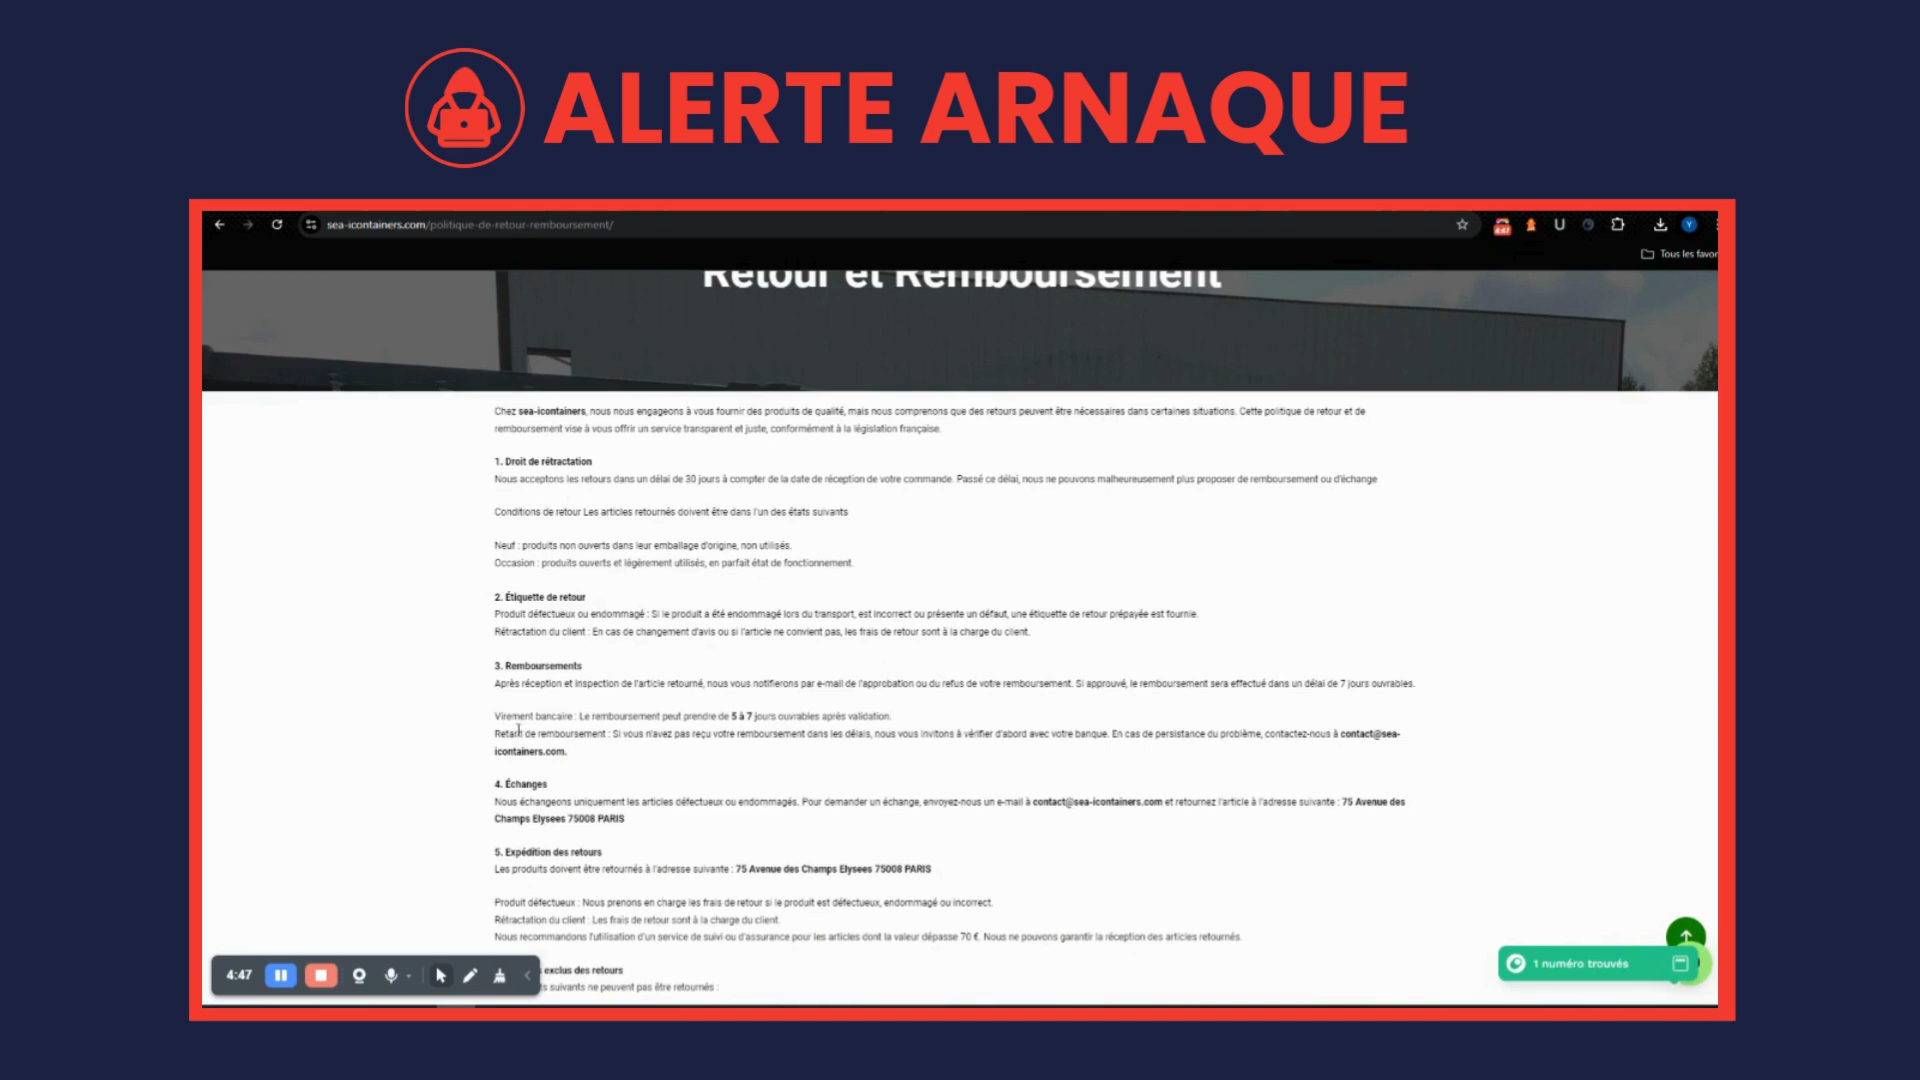 ALERTE ARNAQUE
sea-icontainers.com/politique-de-retour-remboursement/
4:47
U
Y
Tous les favor
Retour et Remboursement
Chez sea-icontainers, nous nous engageons à vous fournir des produits de qualité, mais nous comprenons que des retours peuvent être nécessaires dans certaines situations. Cette politique de retour et de
remboursement vise à vous offrir un service transparent et juste, conformément à la législation française.
1. Droit de rétractation
Nous acceptons les retours dans un délai de 30 jours à compter de la date de réception de votre commande. Passé ce délai, nous ne pouvons malheureusement plus proposer de remboursement ou d'échange
Conditions de retour Les articles retournés doivent être dans l'un des états suivants
Neuf : produits non ouverts dans leur emballage d'origine, non utilisés.
Occasion : produits ouverts et légèrement utilisés, en parfait état de fonctionnement.
2. Étiquette de retour
Produit défectueux ou endommagé : Si le produit a été endommagé lors du transport, est incorrect ou présente un défaut, une étiquette de retour prépayée est fournie.
Rétractation du client : En cas de changement d'avis ou si l'article ne convient pas, les frais de retour sont à la charge du client.
3. Remboursements
Après réception et inspection de l'article retourné, nous vous notifierons par e-mail de l'approbation ou du refus de votre remboursement. Si approuvé, le remboursement sera effectué dans un délai de 7 jours ouvrables.
Virement bancaire : Le remboursement peut prendre de 5 à 7 jours ouvrables après validation.
Retard de remboursement : Si vous n'avez pas reçu votre remboursement dans les délais, nous vous invitons à vérifier d'abord avec votre banque. En cas de persistance du problème, contactez-nous à contact@sea-
icontainers.com.
4. Échanges
Nous échangeons uniquement les articles défectueux ou endommagés. Pour demander un échange, envoyez-nous un e-mail à contact@sea-icontainers.com et retournez l'article à l'adresse suivante : 75 Avenue des
Champs Elysees 75008 PARIS
5. Expédition des retours
Les produits doivent être retournés à l'adresse suivante : 75 Avenue des Champs Elysees 75008 PARIS
Produit défectueux : Nous prenons en charge les frais de retour si le produit est défectueux, endommagé ou incorrect.
Rétractation du client : Les frais de retour sont à la charge du client.
Nous recommandons l'utilisation d'un service de suivi ou d'assurance pour les articles dont la valeur dépasse 70 €. Nous ne pouvons garantir la réception des articles retournés.
exclus des retours
ts suivants ne peuvent pas être retournés :
4:47
1 numéro trouvés